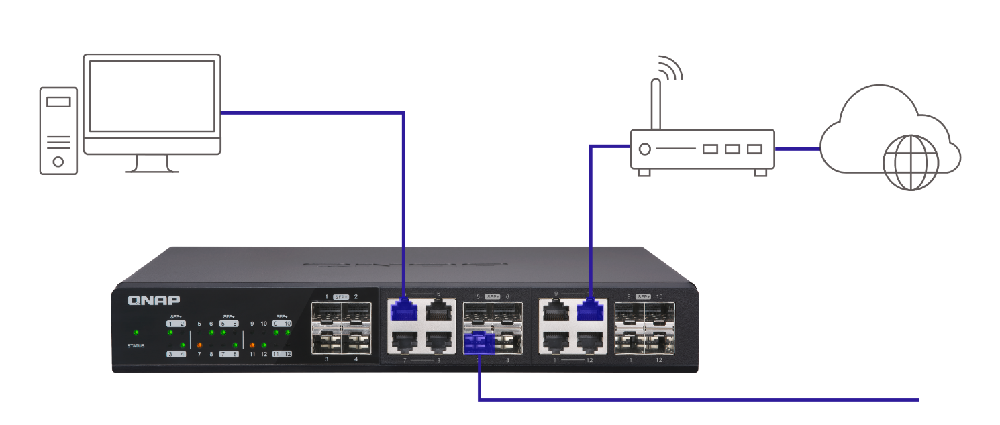 QNAP
SFP+ SFP+ SFP+
1 2 5 6 5 6 9 10 9 10
STATUS
3 4 7 8 7 8 11 12 11 12
1 SFP+ 2
3 4
6
7 8
5 SFP+ 6
8
9
11 12
9 SFP+ 10
11 12